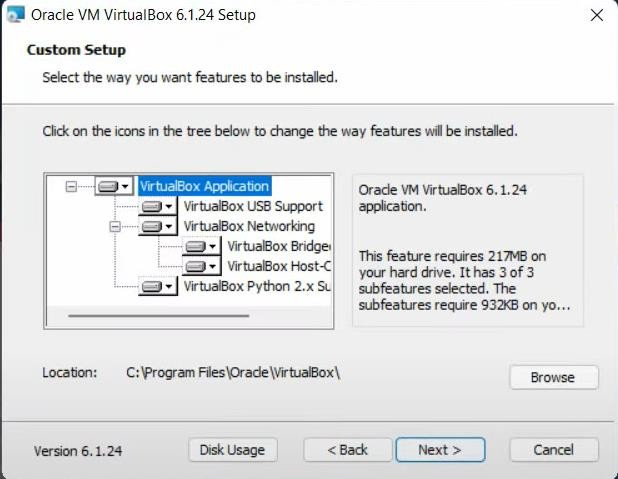 Oracle VM VirtualBox 6.1.24 Setup
Custom Setup
Select the way you want features to be installed.
Click on the icons in the tree below to change the way features will be installed.
VirtualBox Application
VirtualBox USB Support
VirtualBox Networking
VirtualBox Bridge
VirtualBox Host-C
VirtualBox Python 2.x Su
Oracle VM VirtualBox 6.1.24
application.
This feature requires 217MB on
your hard drive. It has 3 of 3
subfeatures selected. The
subfeatures require 932KB on yo...
Location: C:\Program Files\Oracle\VirtualBox\
Browse
Version 6.1.24 Disk Usage < Back Next > Cancel